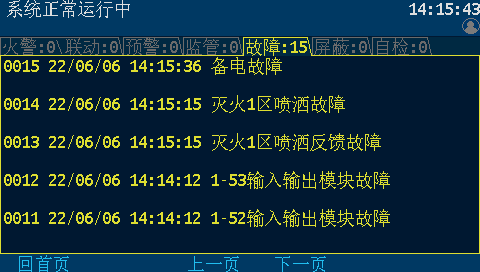 系统正常运行中 14:15:43
火警:0\联动:0\预警:0\监管:0\故障:15\屏蔽:0\自检:0\
0015 22/06/06 14:15:36 备电故障
0014 22/06/06 14:15:15 灭火1区喷洒故障
0013 22/06/06 14:15:15 灭火1区喷洒反馈故障
0012 22/06/06 14:14:12 1-53输入输出模块故障
0011 22/06/06 14:14:12 1-52输入输出模块故障
回首页 上一页 下一页